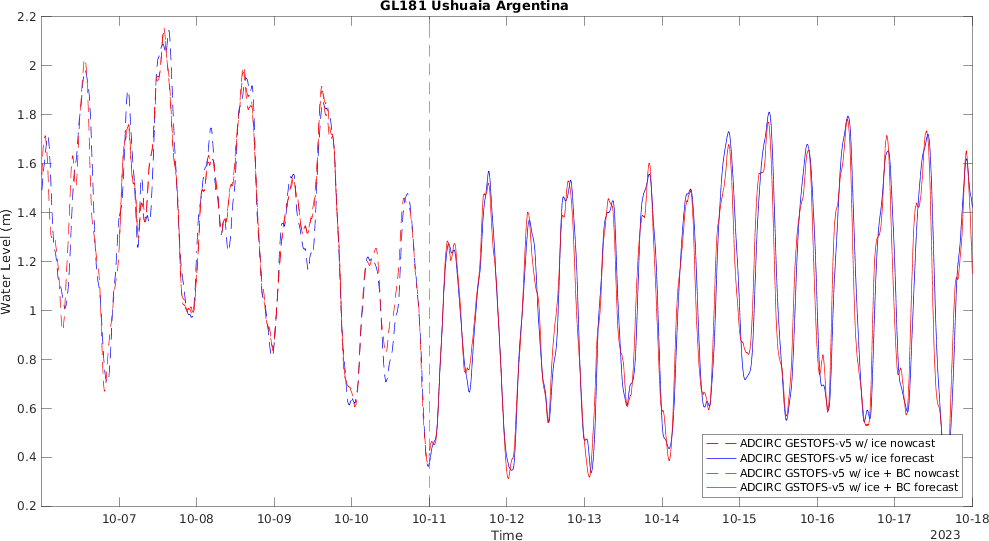 GL181 Ushuaia Argentina
2.2
2
1.8
1.6
1.4
1.2
1
0.8
0.6
0.4
0.2
Water Level (m)
10-07 10-08 10-09 10-10 10-11 10-12 10-13 10-14 10-15 10-16 10-17 10-18
Time
2023
ADCIRC GESTOFS-v5 w/ ice nowcast
ADCIRC GESTOFS-v5 w/ ice forecast
ADCIRC GSTOFS-v5 w/ ice + BC nowcast
ADCIRC GSTOFS-v5 w/ ice + BC forecast